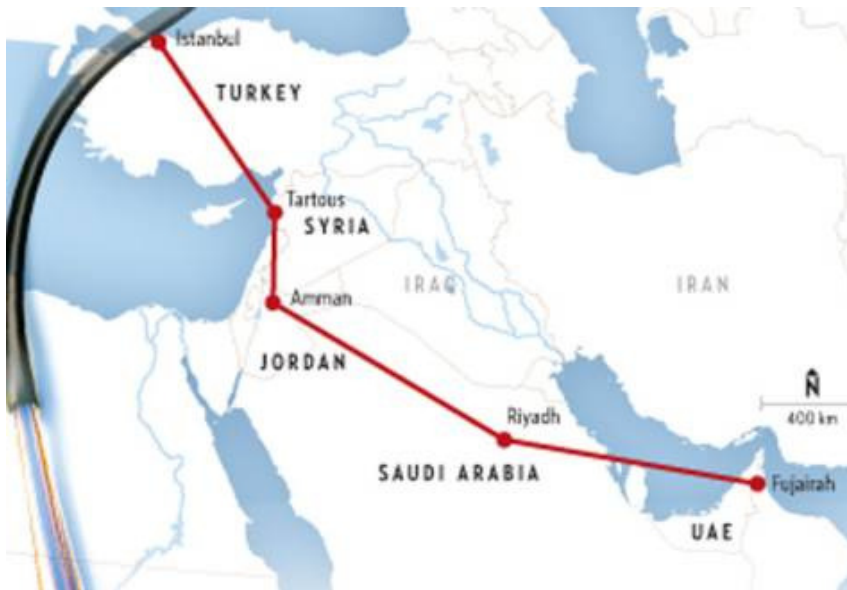 Istanbul
TURKEY
Tartous
SYRIA
IRAQ
IRAN
Amman
JORDAN
N
400 km
Riyadh
SAUDI ARABIA
Fujairah
UAE